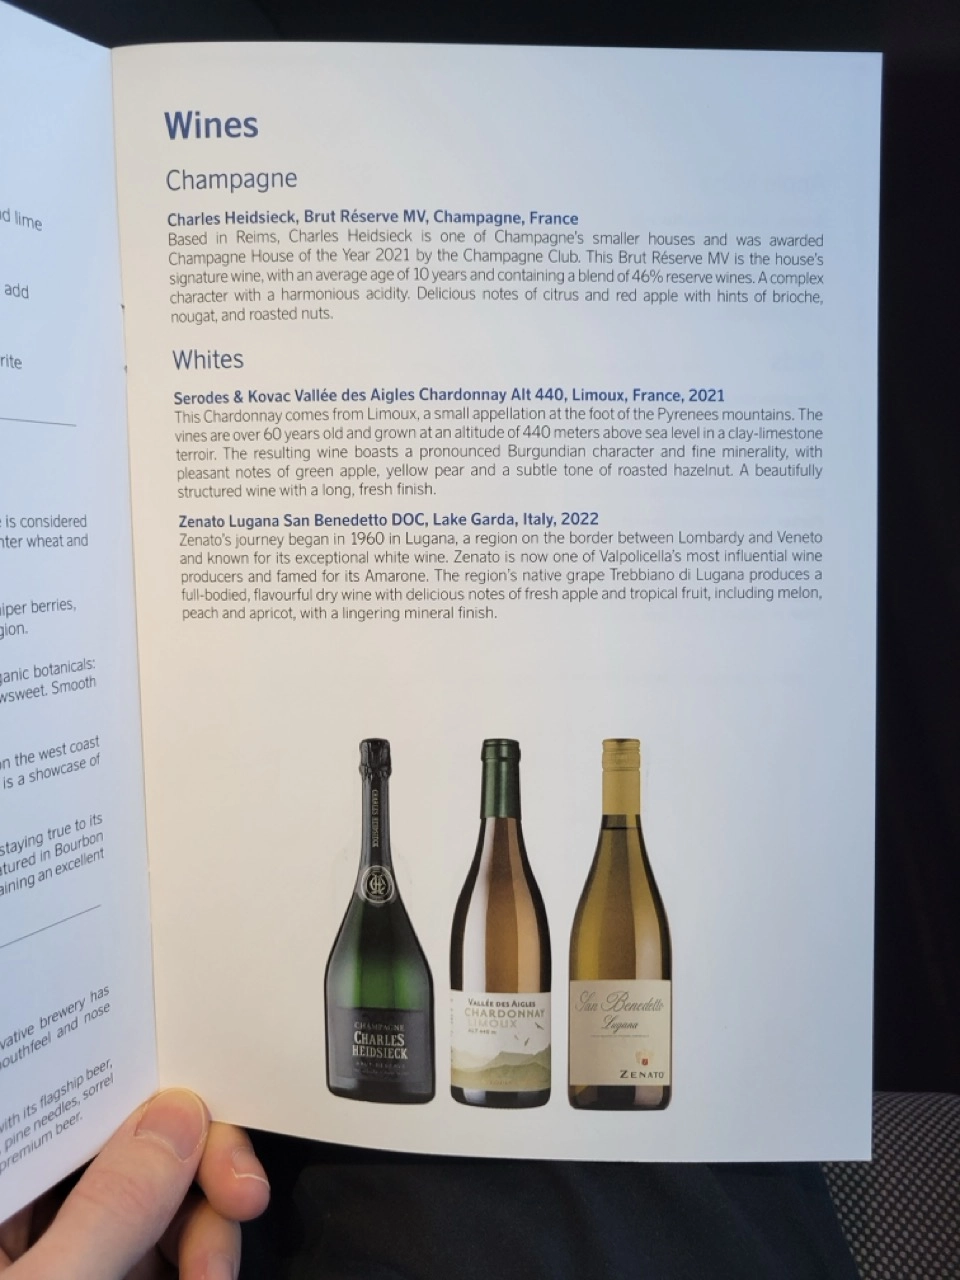 d lime
add
rite
is considered
nter wheat and
iper berries,
gion.
ganic botanicals:
wsweet. Smooth
on the west coast
is a showcase of
staying true to its
atured in Bourbon
aining an excellent
vative brewery has
outhfeel and nose
with its flagship beer,
pine needles, sorrel
premium beer.
Wines
Champagne
Charles Heidsieck, Brut Réserve MV, Champagne, France
Based in Reims, Charles Heidsieck is one of Champagne's smaller houses and was awarded
Champagne House of the Year 2021 by the Champagne Club. This Brut Réserve MV is the house's
signature wine, with an average age of 10 years and containing a blend of 46% reserve wines. A complex
character with a harmonious acidity. Delicious notes of citrus and red apple with hints of brioche,
nougat, and roasted nuts.
Whites
Serodes & Kovac Vallée des Aigles Chardonnay Alt 440, Limoux, France, 2021
This Chardonnay comes from Limoux, a small appellation at the foot of the Pyrenees mountains. The
vines are over 60 years old and grown at an altitude of 440 meters above sea level in a clay-limestone
terroir. The resulting wine boasts a pronounced Burgundian character and fine minerality, with
pleasant notes of green apple, yellow pear and a subtle tone of roasted hazelnut. A beautifully
structured wine with a long, fresh finish.
Zenato Lugana San Benedetto DOC, Lake Garda, Italy, 2022
Zenato's journey began in 1960 in Lugana, a region on the border between Lombardy and Veneto
and known for its exceptional white wine. Zenato is now one of Valpolicella's most influential wine
producers and famed for its Amarone. The region's native grape Trebbiano di Lugana produces a
full-bodied, flavourful dry wine with delicious notes of fresh apple and tropical fruit, including melon,
peach and apricot, with a lingering mineral finish.
CHARLES HEIDSIECK
CHAMPAGNE
CHARLES
HEIDSIECK
BRUT RÉSERVE
VALLÉE DES AIGLES
CHARDONNAY
LIMOUX
San Benedetto
Lugana
ZENATO